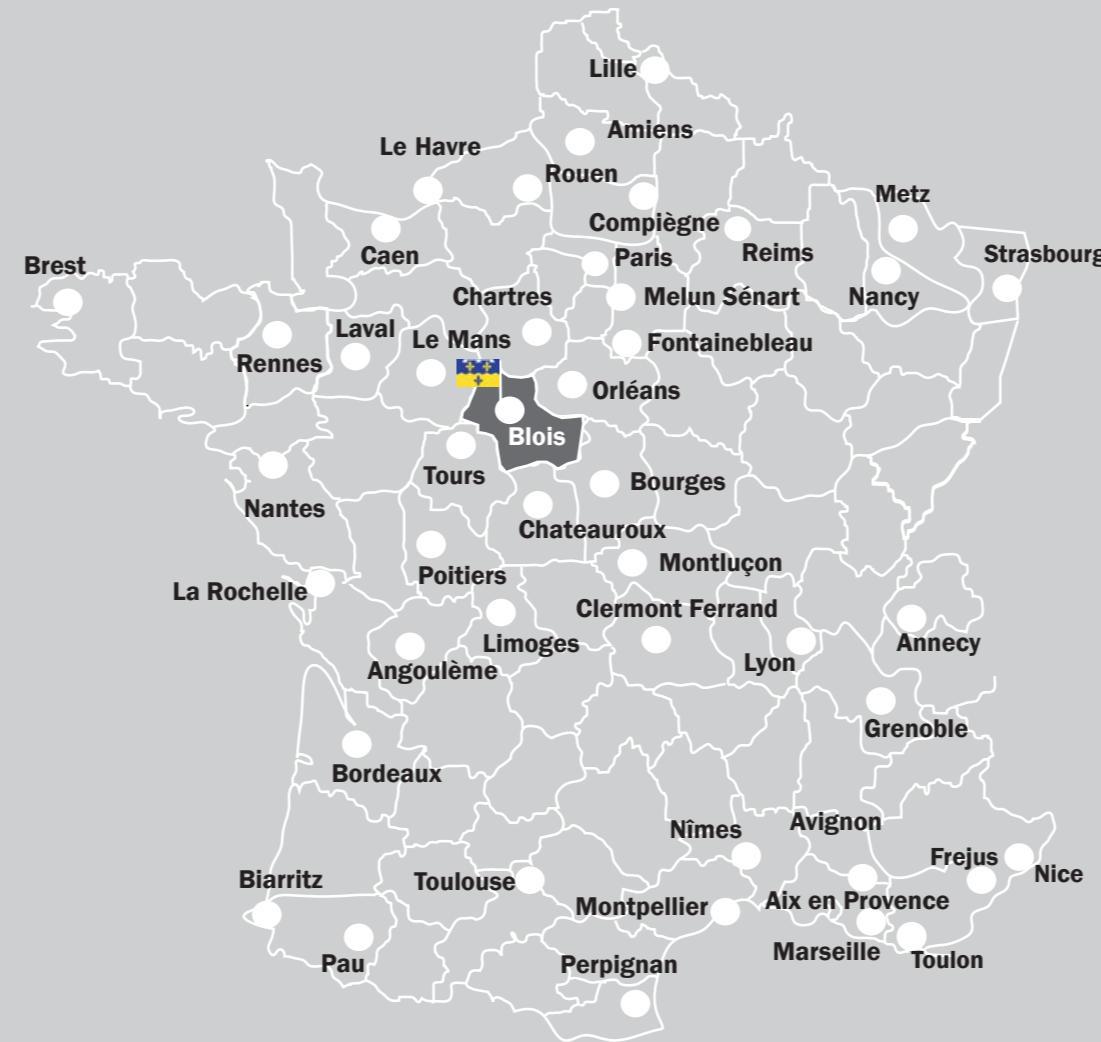 Lille
Amiens
Le Havre
Rouen
Metz
Compiègne
Reims
Caen
Paris
Strasbourg
Brest
Chartres
Melun Sénart
Nancy
Laval
Le Mans
Fontainebleau
Rennes
Orléans
Blois
Tours
Bourges
Nantes
Chateauroux
Montluçon
Poitiers
La Rochelle
Clermont Ferrand
Limoges
Annecy
Lyon
Angoulème
Grenoble
Bordeaux
Avignon
Nîmes
Frejus
Nice
Biarritz
Toulouse
Aix en Provence
Montpellier
Marseille
Toulon
Pau
Perpignan